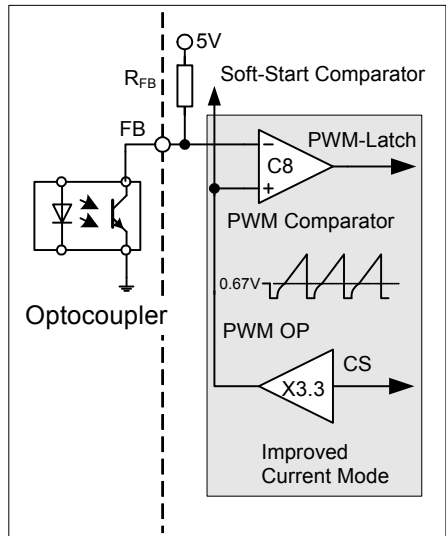 5V
RFB
Soft-Start Comparator
FB
PWM-Latch
C8
PWM Comparator
0.67V
Optocoupler
PWM OP
CS
X3.3
Improved
Current Mode